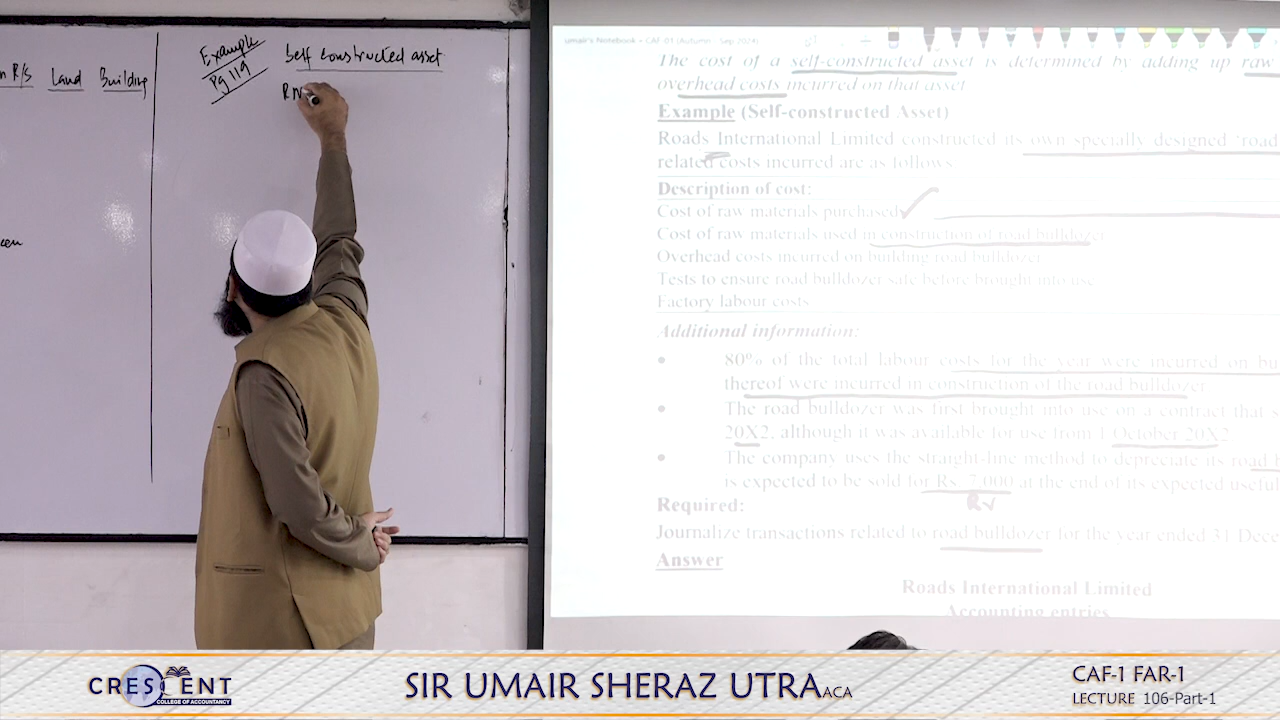 n R/S Land Building
een
Example
Pg 119
Self constructed asset
RM
umair's Notebook • CAF-01 (Autumn - Sep 2024)
The cost of a self-constructed asset is determined by adding up raw
overhead costs incurred on that asset
Example (Self-constructed Asset)
Roads International Limited constructed its own specially designed 'road
related costs incurred are as follows
Description of cost:
Cost of raw materials purchased
Cost of raw materials used in construction of road bulldozer
Overhead costs incurred on building road bulldozer
Tests to ensure road bulldozer safe before brought into use
Factory labour costs
Additional information:
• 80% of the total labour costs for the year were incurred on bu
thereof were incurred in construction of the road bulldozer
• The road bulldozer was first brought into use on a contract that s
20X2, although it was available for use from 1 October 20X2
• The company uses the straight-line method to depreciate its road b
is expected to be sold for Rs. 7,000 at the end of its expected useful
RV
Required:
Journalize transactions related to road bulldozer for the year ended 31 Dece
Answer
Roads International Limited
Accounting entries
CRESCENT
COLLEGE OF ACCOUNTANCY
SIR UMAIR SHERAZ UTRA ACA
CAF-1 FAR-1
LECTURE 106-Part-1